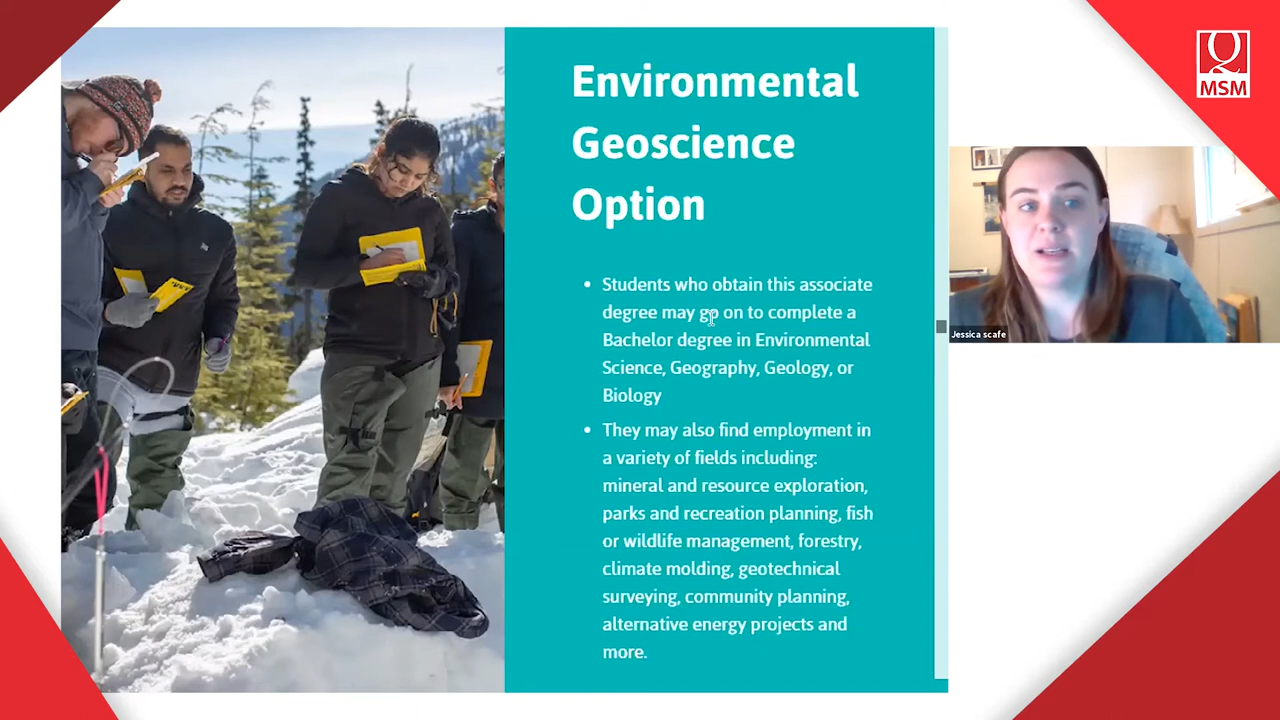 Environmental
Geoscience
Option
• Students who obtain this associate
degree may go on to complete a
Bachelor degree in Environmental
Science, Geography, Geology, or
Biology
• They may also find employment in
a variety of fields including:
mineral and resource exploration,
parks and recreation planning, fish
or wildlife management, forestry,
climate molding, geotechnical
surveying, community planning,
alternative energy projects and
more.
MSM
Jessica scafe